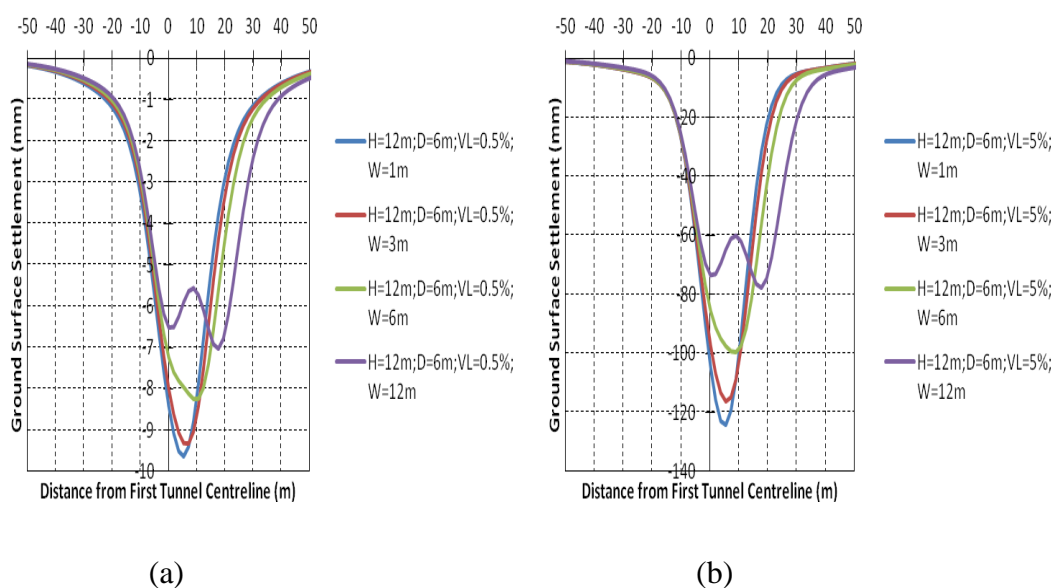 -50 -40 -30 -20 -10 0 10 20 30 40 50
0
-1
-2
-3
-4
-5
-6
-7
-8
-9
-10
Ground Surface Settlement (mm)
Distance from First Tunnel Centreline (m)
H=12m;D=6m;VL=0.5%;
W=1m
H=12m;D=6m;VL=0.5%;
W=3m
H=12m;D=6m;VL=0.5%;
W=6m
H=12m;D=6m;VL=0.5%;
W=12m
(a)
-50 -40 -30 -20 -10 0 10 20 30 40 50
0
-20
-40
-60
-80
-100
-120
-140
Ground Surface Settlement (mm)
Distance from First Tunnel Centreline (m)
H=12m;D=6m;VL=5%;
W=1m
H=12m;D=6m;VL=5%;
W=3m
H=12m;D=6m;VL=5%;
W=6m
H=12m;D=6m;VL=5%;
W=12m
(b)